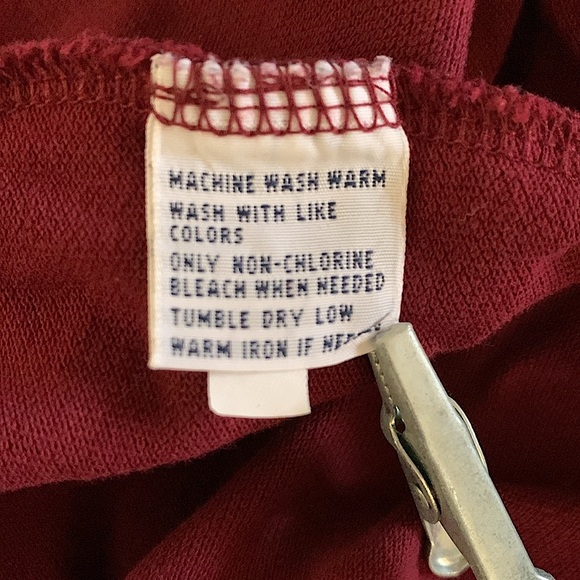 MACHINE WASH WARM
WASH WITH LIKE
COLORS
ONLY NON-CHLORINE
BLEACH WHEN NEEDED
TUMBLE DRY LOW
WARM IRON IF